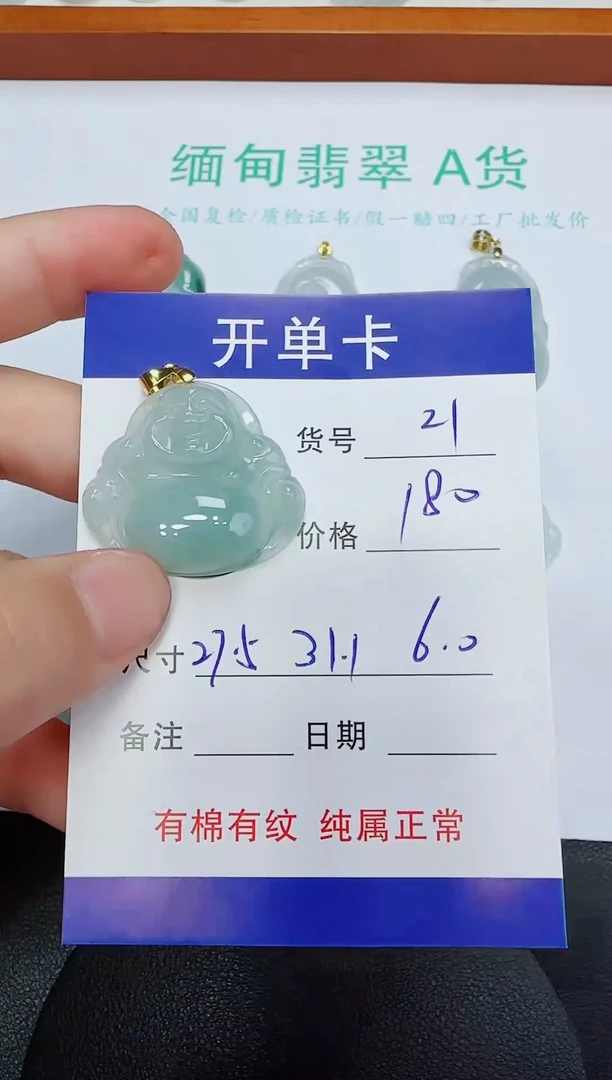 缅甸翡翠 A货
全国复检/质检证书/假一赔四/工厂批发价
开单卡
货号 21
价格 180
尺寸 27.5 31.1 6.0
备注 日期
有棉有纹 纯属正常